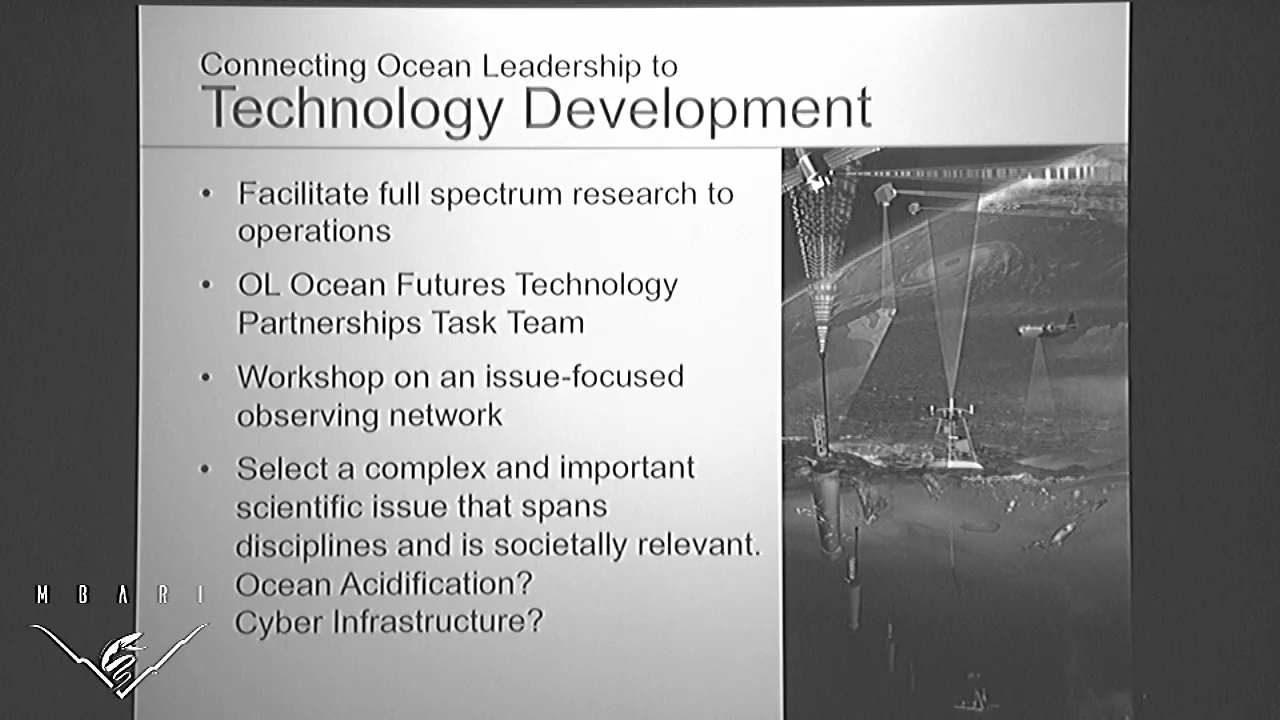 Connecting Ocean Leadership to
Technology Development
• Facilitate full spectrum research to
operations
• OL Ocean Futures Technology
Partnerships Task Team
• Workshop on an issue-focused
observing network
• Select a complex and important
scientific issue that spans
disciplines and is societally relevant.
Ocean Acidification?
Cyber Infrastructure?
MBARI